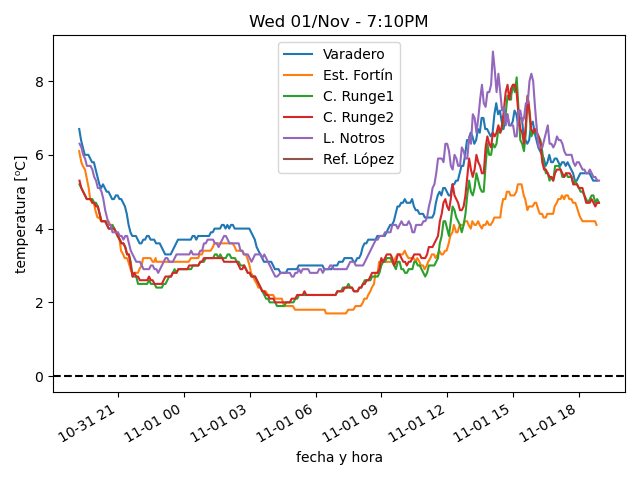 Wed 01/Nov - 7:10PM
Varadero
Est. Fortín
C. Runge1
C. Runge2
L. Notros
Ref. López
temperatura [ºC]
8
6
4
2
0
10-31 21
11-01 00
11-01 03
11-01 06
11-01 09
11-01 12
11-01 15
11-01 18
fecha y hora